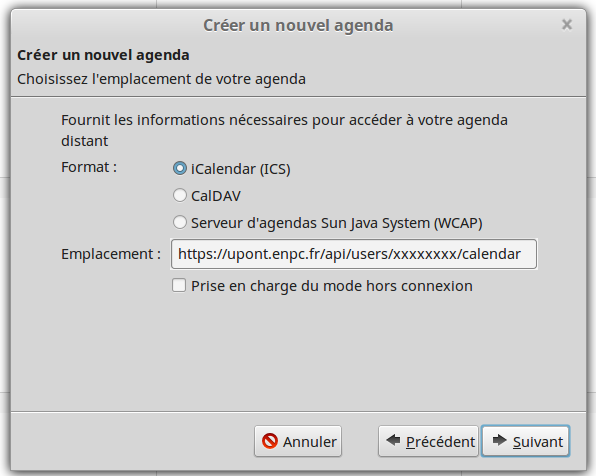 Créer un nouvel agenda
Créer un nouvel agenda
Choisissez l'emplacement de votre agenda
Fournit les informations nécessaires pour accéder à votre agenda
distant
Format :
iCalendar (ICS)
CalDAV
Serveur d'agendas Sun Java System (WCAP)
Emplacement : https://upont.enpc.fr/api/users/xxxxxxxx/calendar
Prise en charge du mode hors connexion
Annuler Précédent Suivant